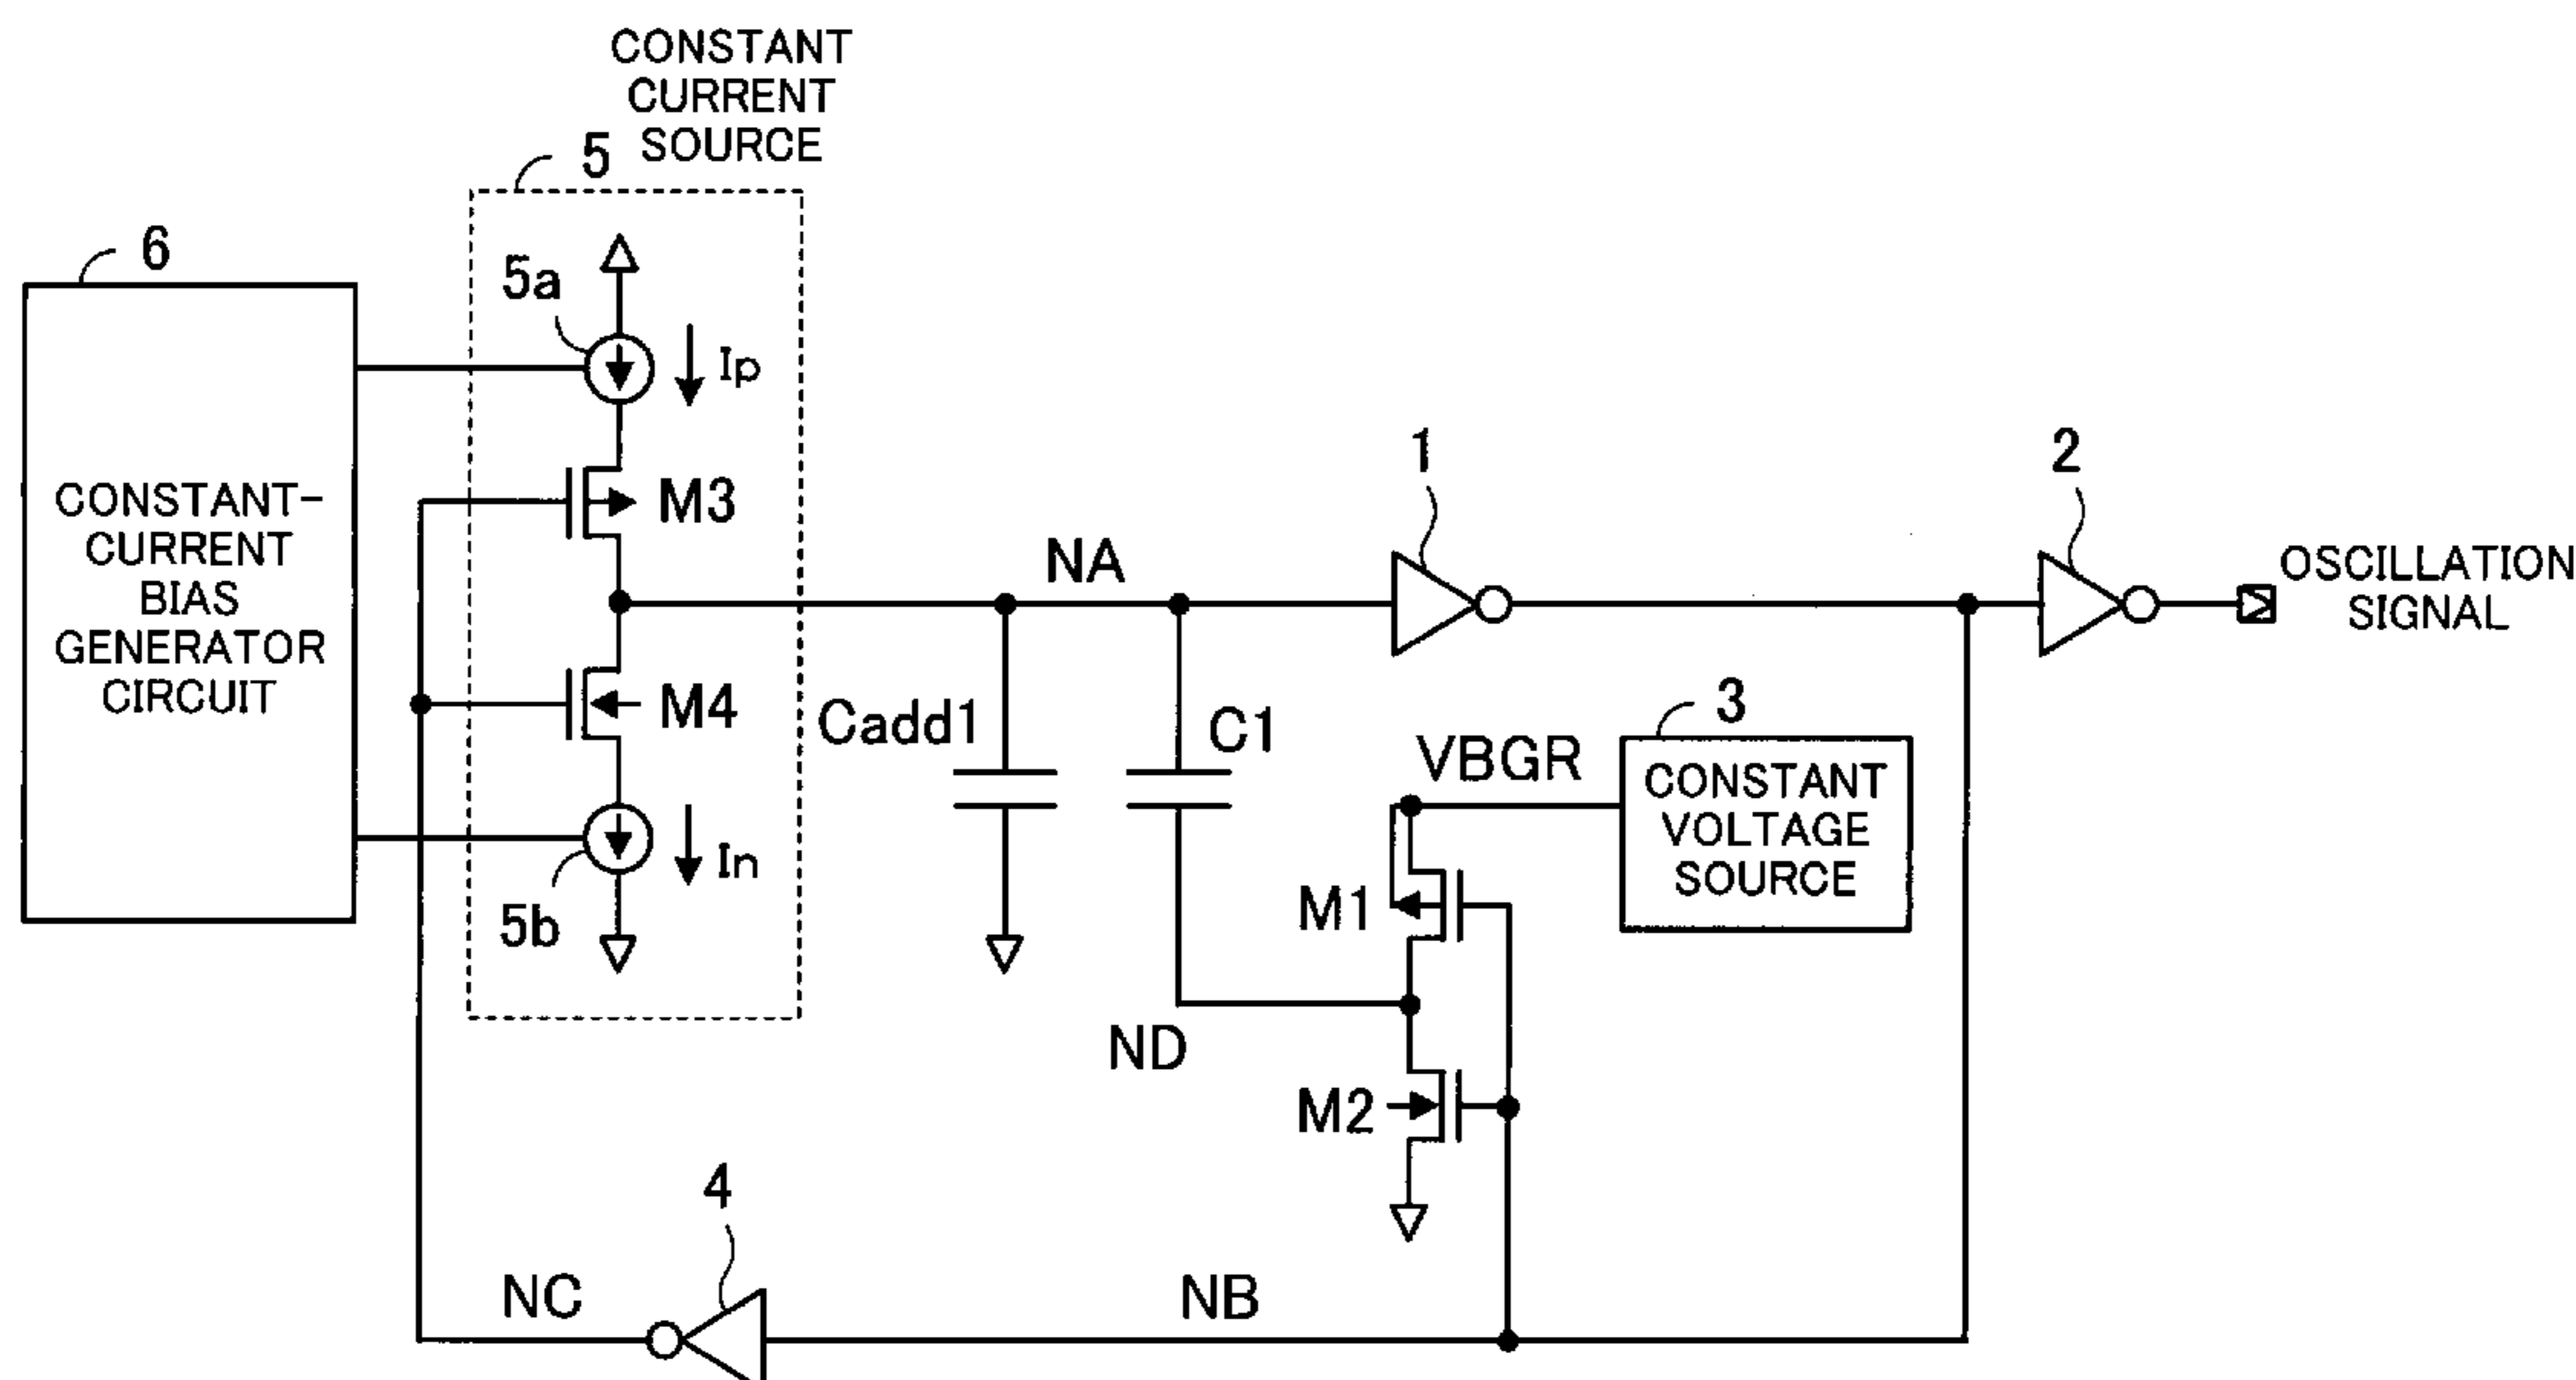 CONSTANT
CURRENT
SOURCE
5
6
5a
Ip
CONSTANT-
CURRENT
BIAS
GENERATOR
CIRCUIT
M3
M4
In
5b
NA
1
2
OSCILLATION
SIGNAL
Cadd1
C1
VBGR
3
CONSTANT
VOLTAGE
SOURCE
M1
ND
M2
4
NC
NB